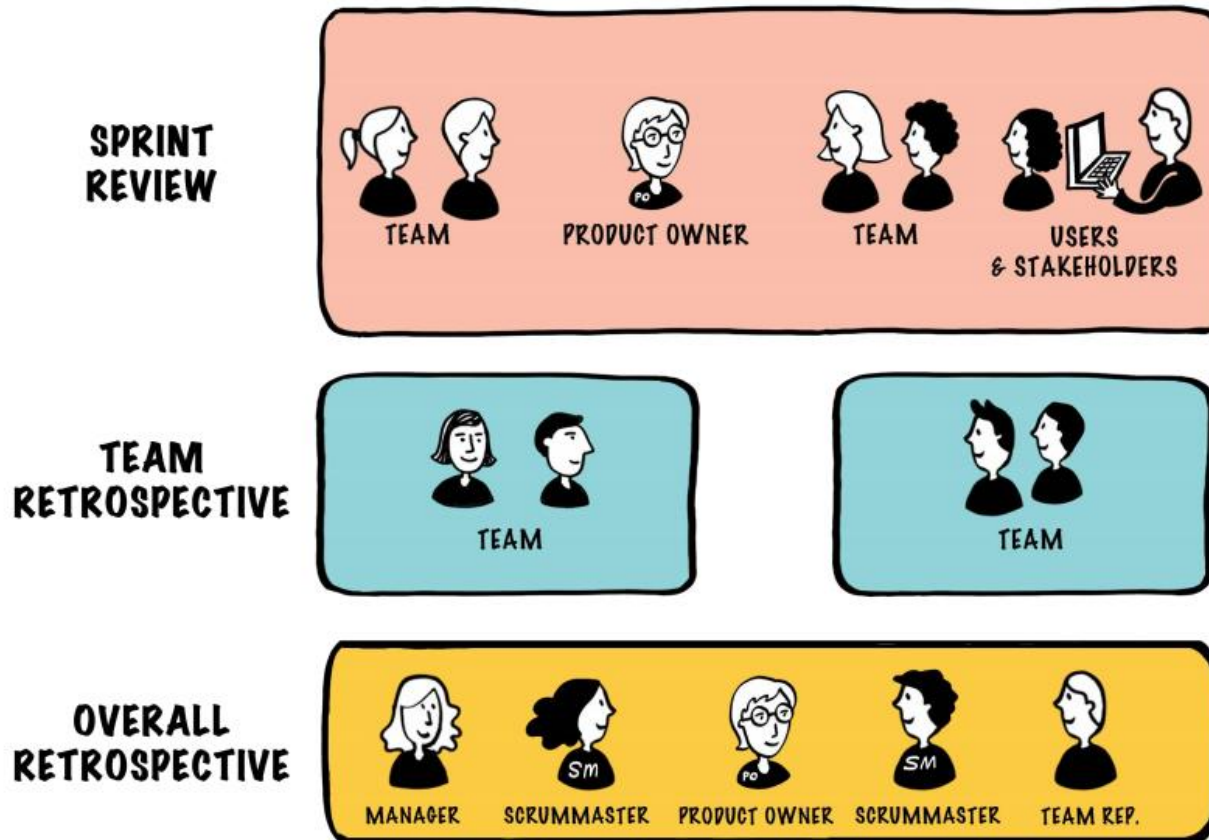 SPRINT
REVIEW
PO
TEAM
PRODUCT OWNER
TEAM
USERS
& STAKEHOLDERS
TEAM
RETROSPECTIVE
TEAM
TEAM
OVERALL
RETROSPECTIVE
SM
PO
SM
MANAGER
SCRUMMASTER
PRODUCT OWNER
SCRUMMASTER
TEAM REP.